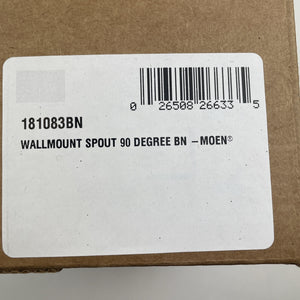 0 26508 26633 5
181083BN
WALLMOUNT SPOUT 90 DEGREE BN – MOEN®